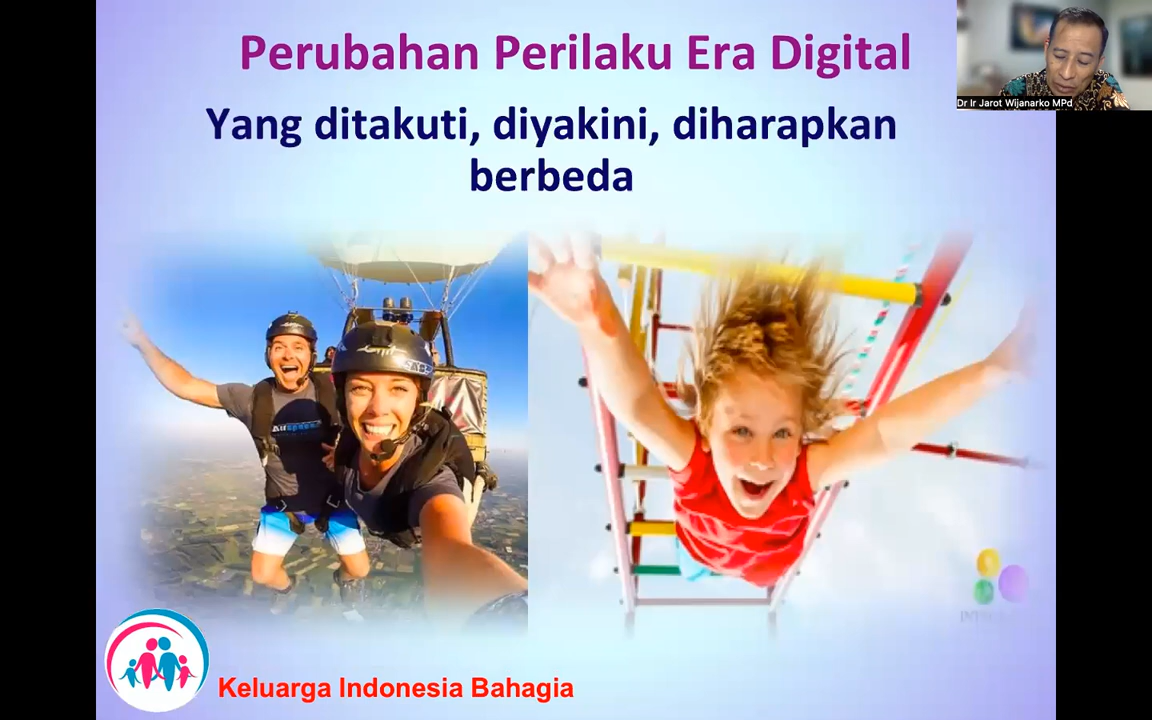 Perubahan Perilaku Era Digital
Dr Ir Jarot Wijanarko MPd
Yang ditakuti, diyakini, diharapkan
berbeda
Keluarga Indonesia Bahagia